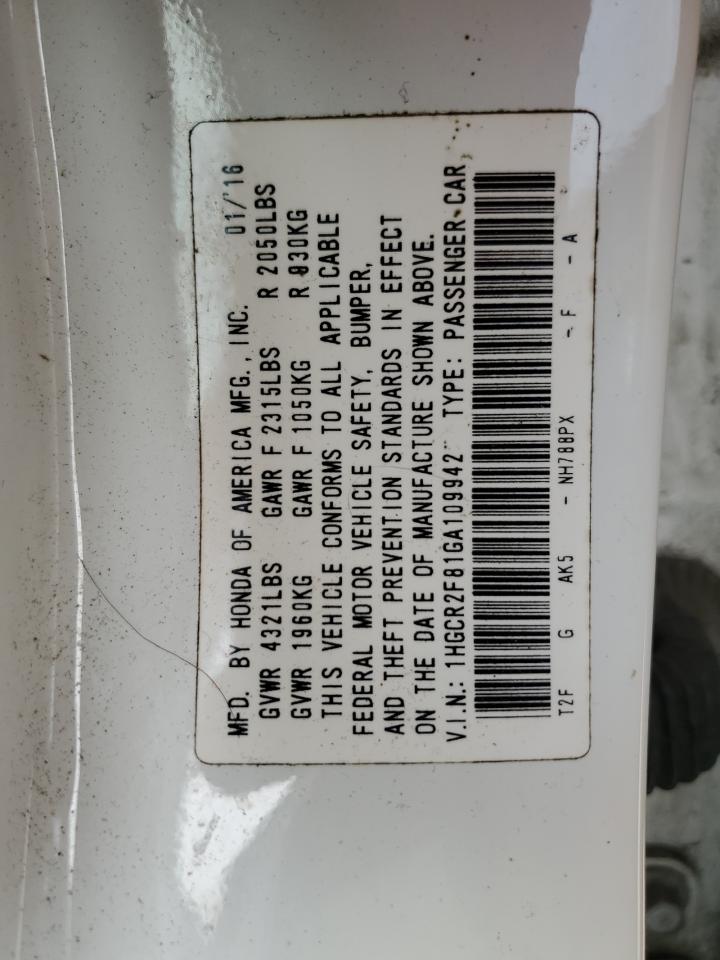 MFD. BY HONDA OF AMERICA MFG., INC. 01/'16
GVWR 4321LBS GAWR F 2315LBS R 2050LBS
GVWR 1960KG GAWR F 1050KG R 930KG
THIS VEHICLE CONFORMS TO ALL APPLICABLE
FEDERAL MOTOR VEHICLE SAFETY, BUMPER,
AND THEFT PREVENTION STANDARDS IN EFFECT
ON THE DATE OF MANUFACTURE SHOWN ABOVE.
V.I.N.: 1HGCR2F81GA109942 TYPE: PASSENGER CAR
T2F G AK5 - NH788PX - F - A